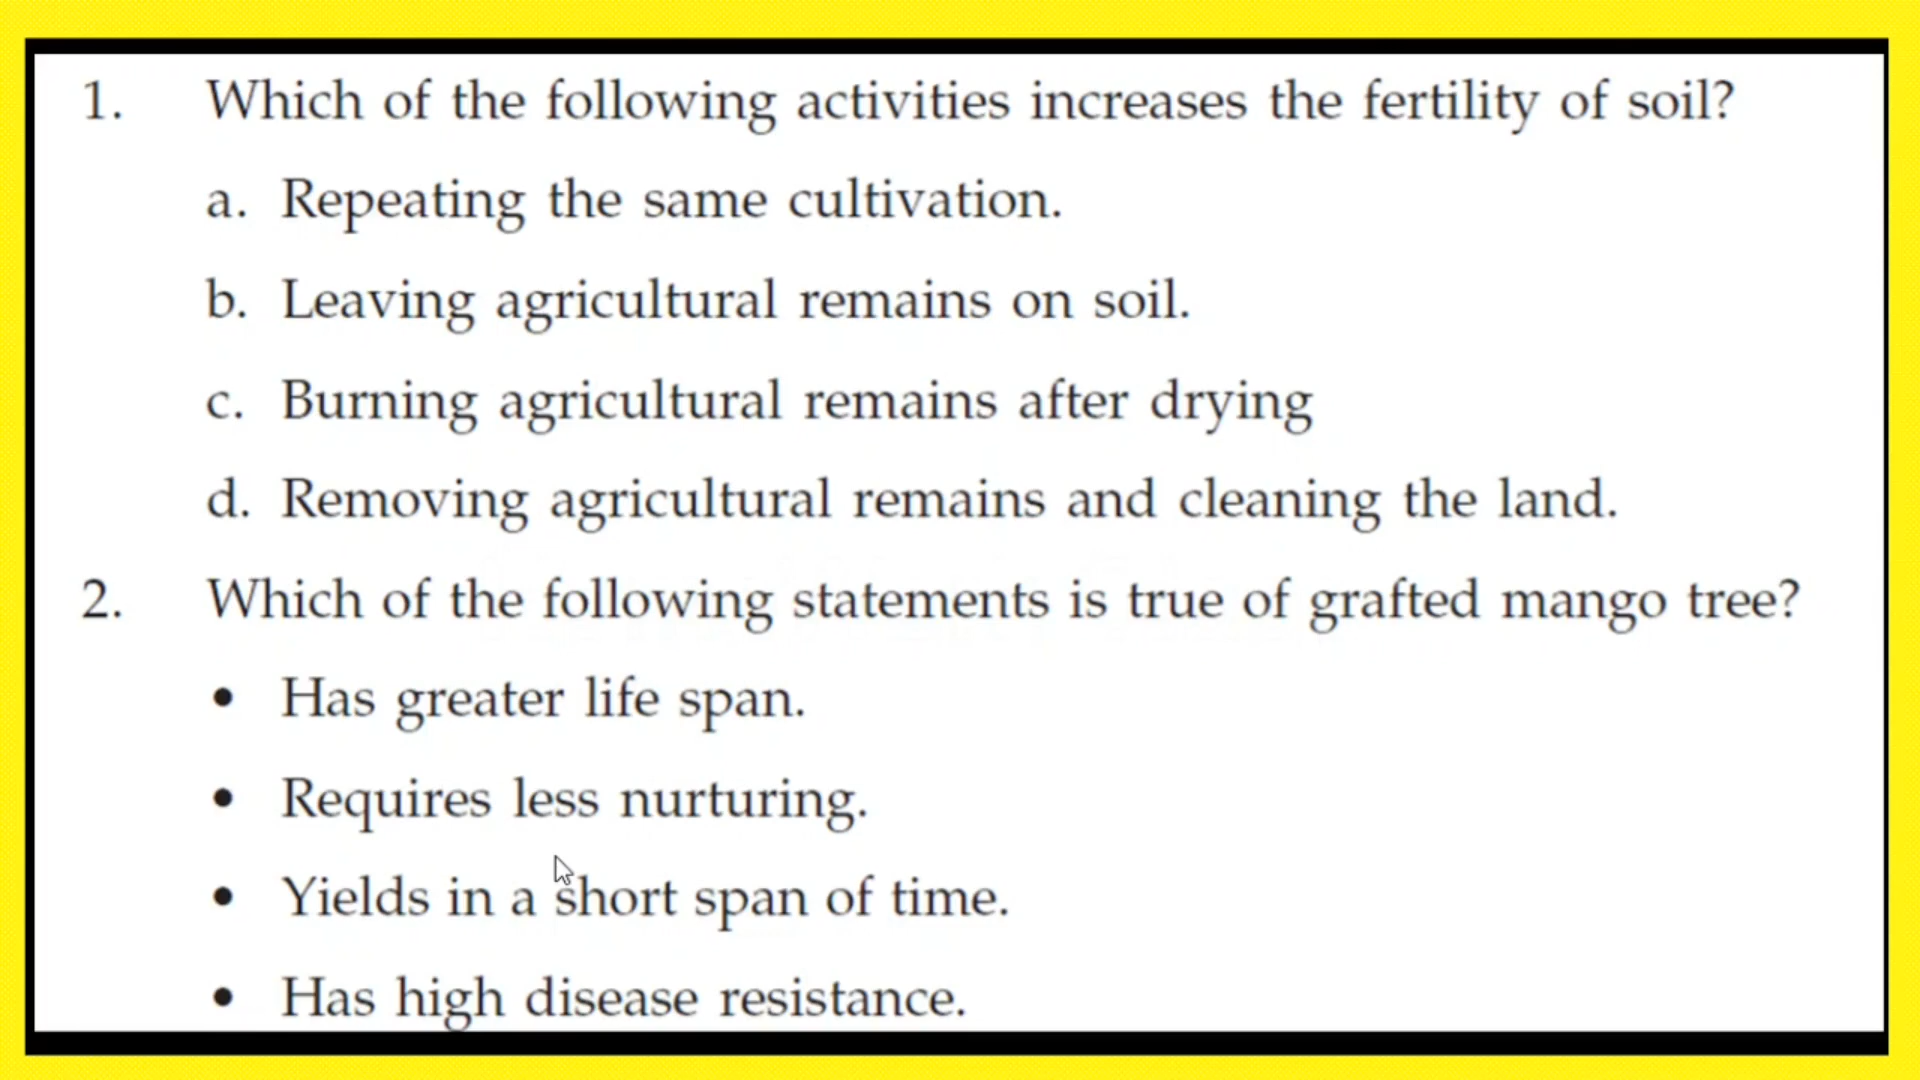 1. Which of the following activities increases the fertility of soil?
a. Repeating the same cultivation.
b. Leaving agricultural remains on soil.
c. Burning agricultural remains after drying
d. Removing agricultural remains and cleaning the land.
2. Which of the following statements is true of grafted mango tree?
• Has greater life span.
• Requires less nurturing.
• Yields in a short span of time.
• Has high disease resistance.